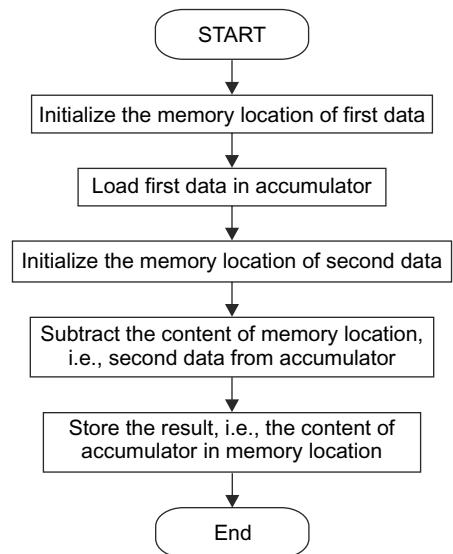 START
Initialize the memory location of first data
Load first data in accumulator
Initialize the memory location of second data
Subtract the content of memory location,
i.e., second data from accumulator
Store the result, i.e., the content of
accumulator in memory location
End